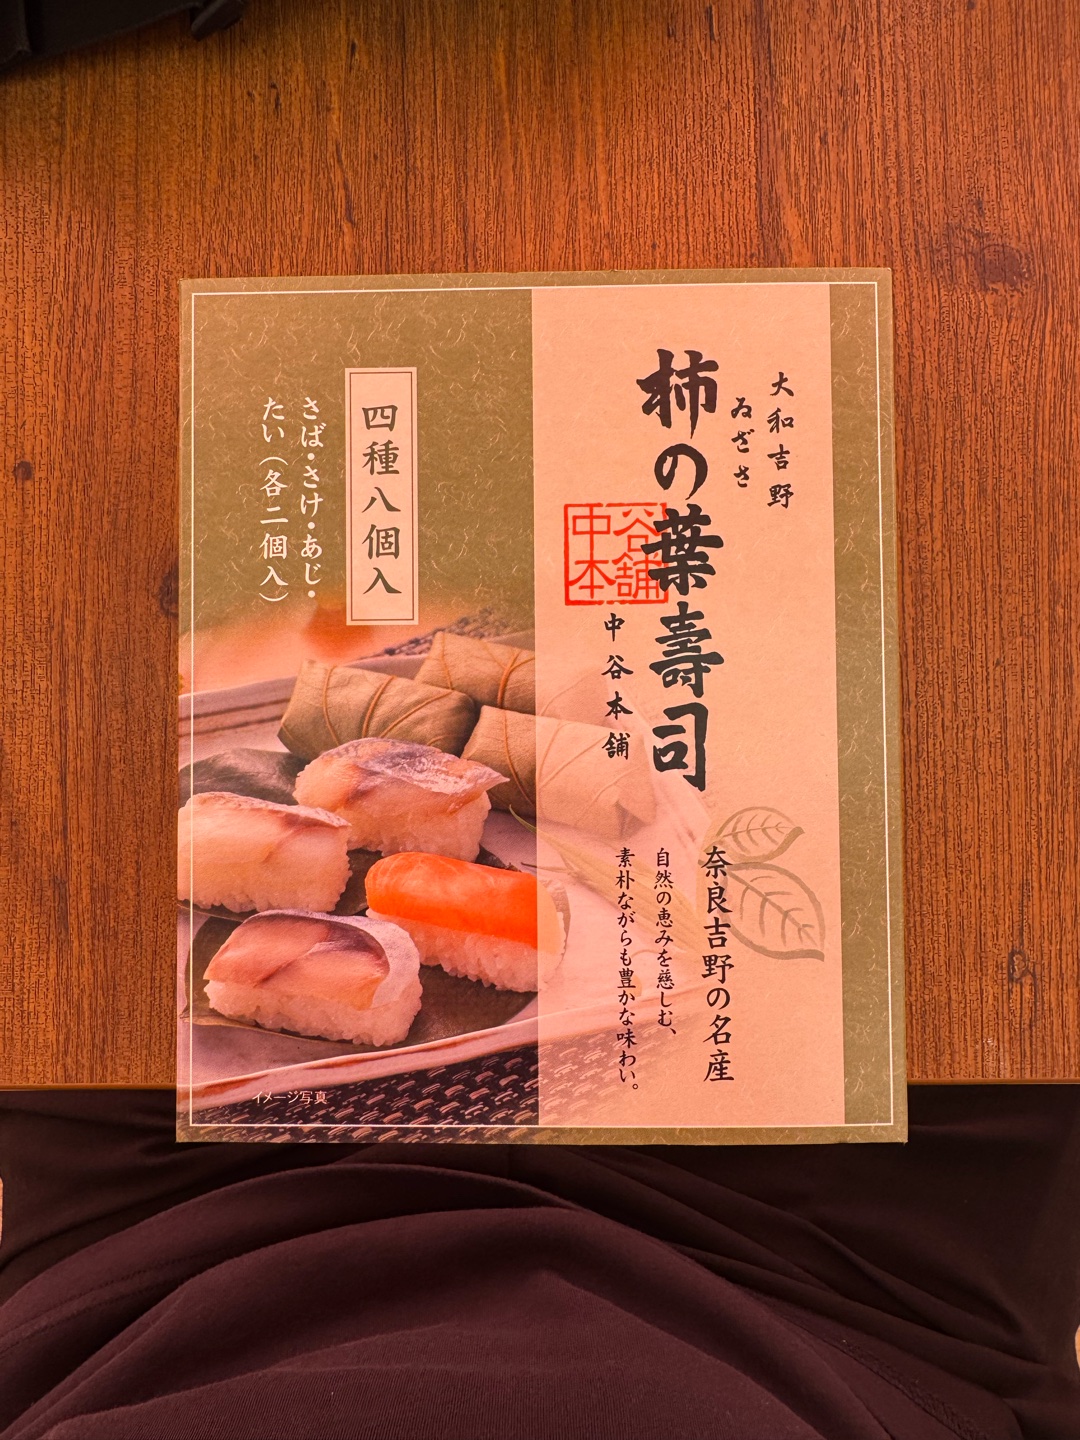 大和吉野
ゐざさ
柿の葉壽司
谷舗
中本
中谷本舗
奈良吉野の名産
自然の恵みを慈しむ、
素朴ながらも豊かな味わい。
四種八個入
さば・さけ・あじ・
たい（各二個入）
イメージ写真